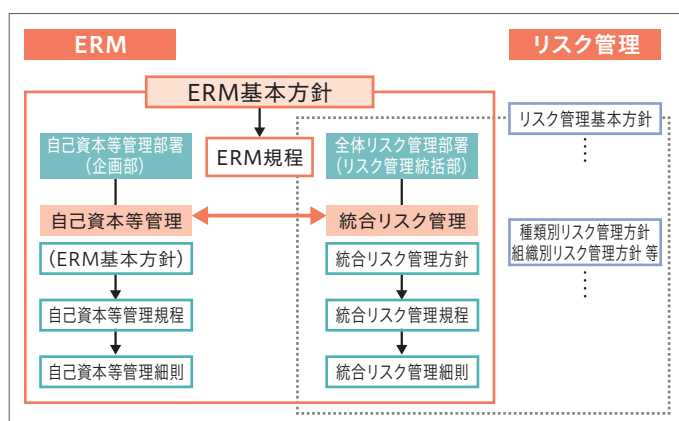 ERM
リスク管理
ERM基本方針
ERM規程
リスク管理基本方針
自己資本等管理部署
（企画部）
全体リスク管理部署
（リスク管理統括部）
自己資本等管理
統合リスク管理
種類別リスク管理方針
組織別リスク管理方針 等
（ERM基本方針）
統合リスク管理方針
自己資本等管理規程
統合リスク管理規程
自己資本等管理細則
統合リスク管理細則